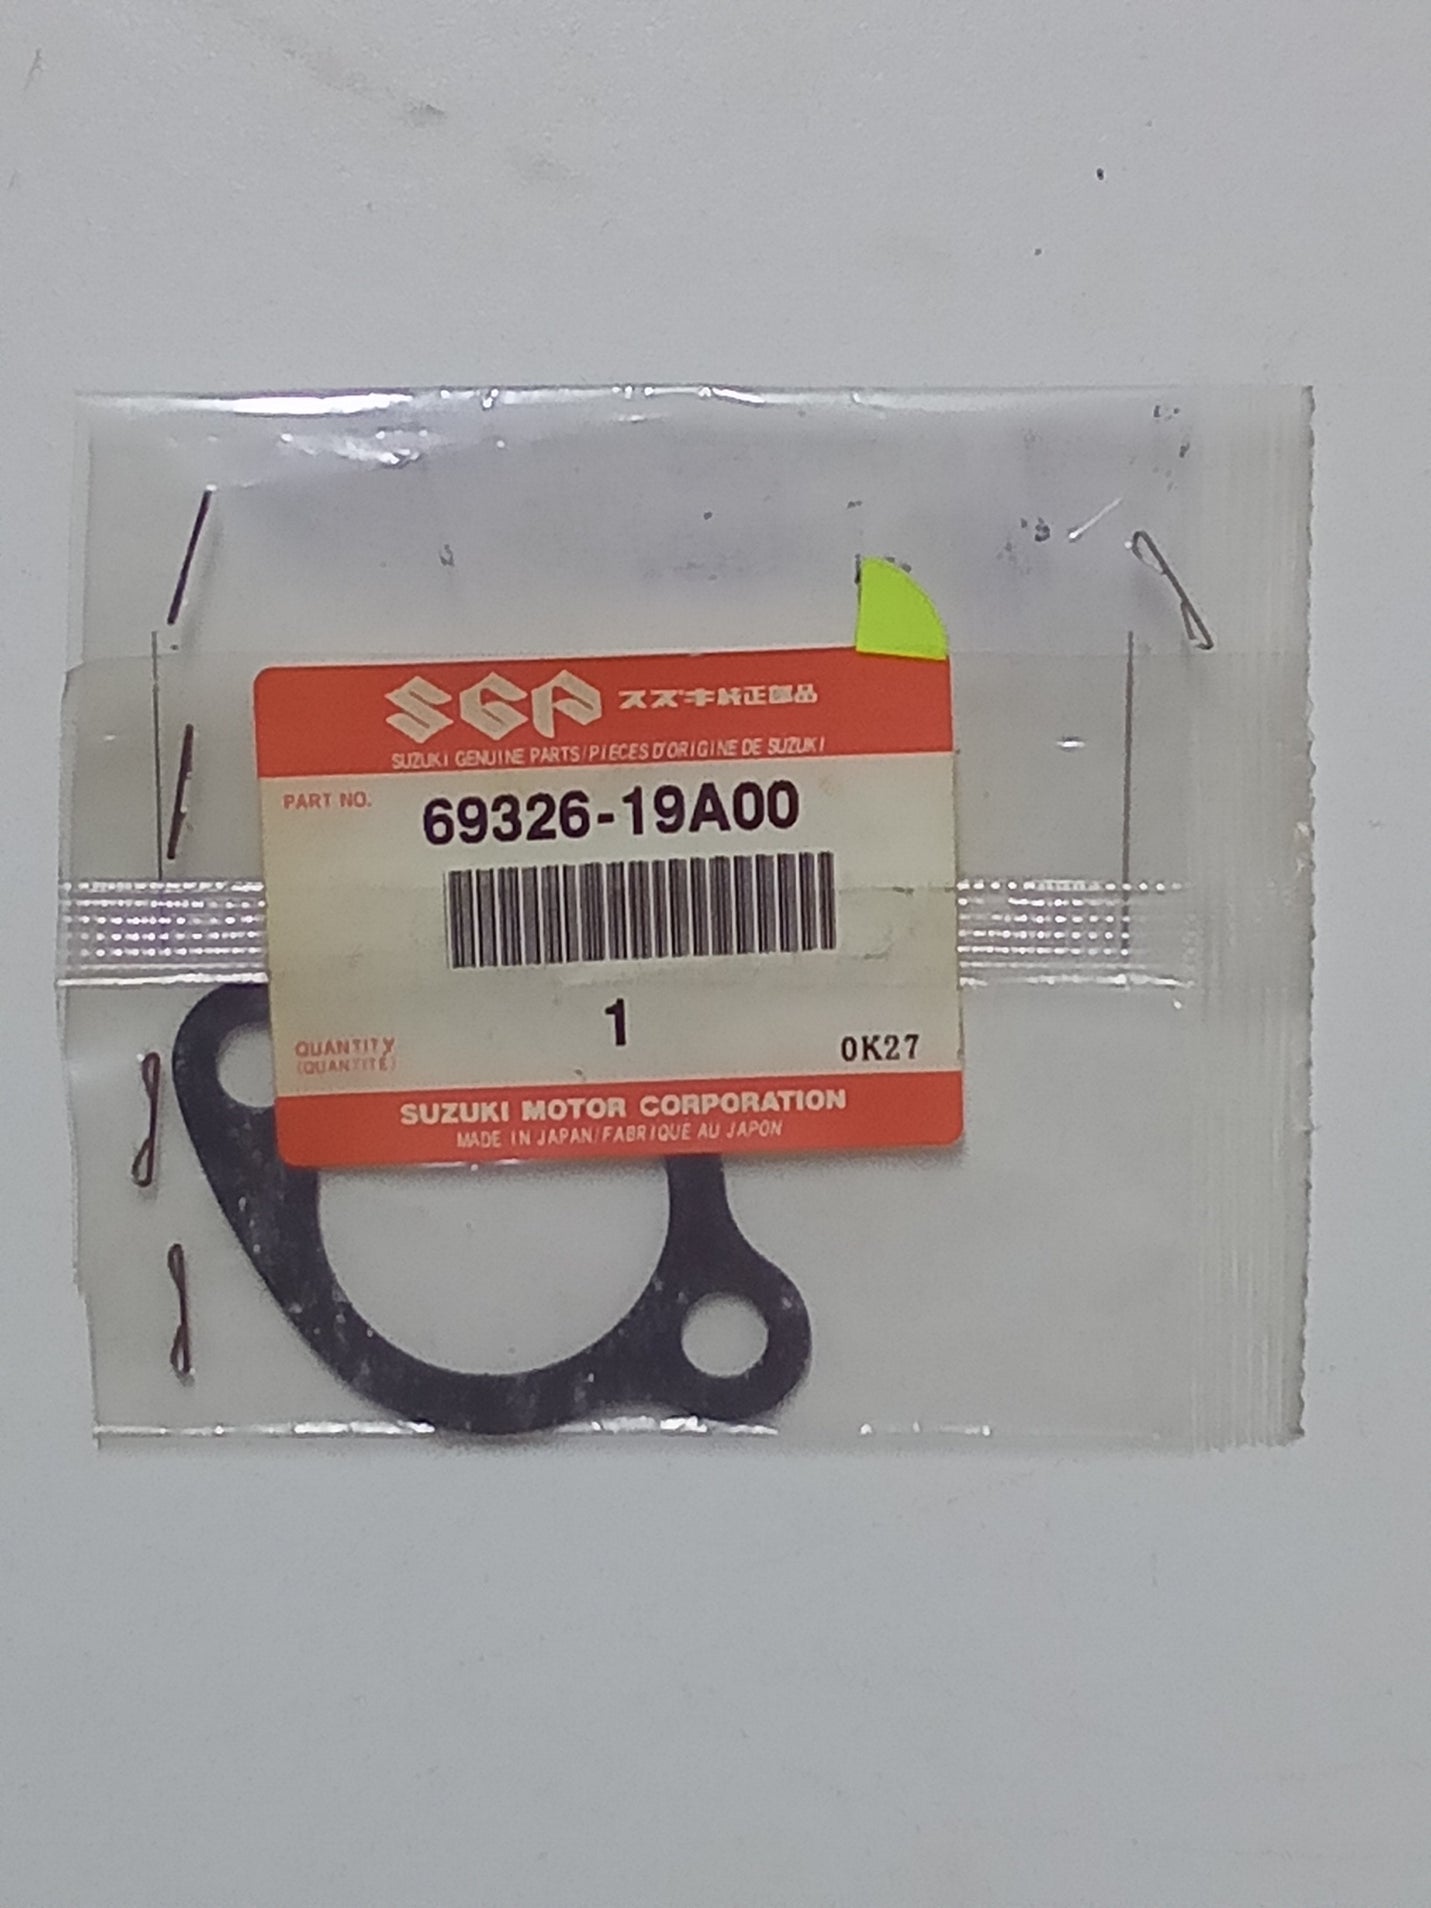 SGP スズキ純正部品
SUZUKI GENUINE PARTS/PIECES D'ORIGINE DE SUZUKI
PART NO. 69326-19A00
1
QUANTITY
(QUANTITÉ)
0K27
SUZUKI MOTOR CORPORATION
MADE IN JAPAN/FABRIQUE AU JAPON